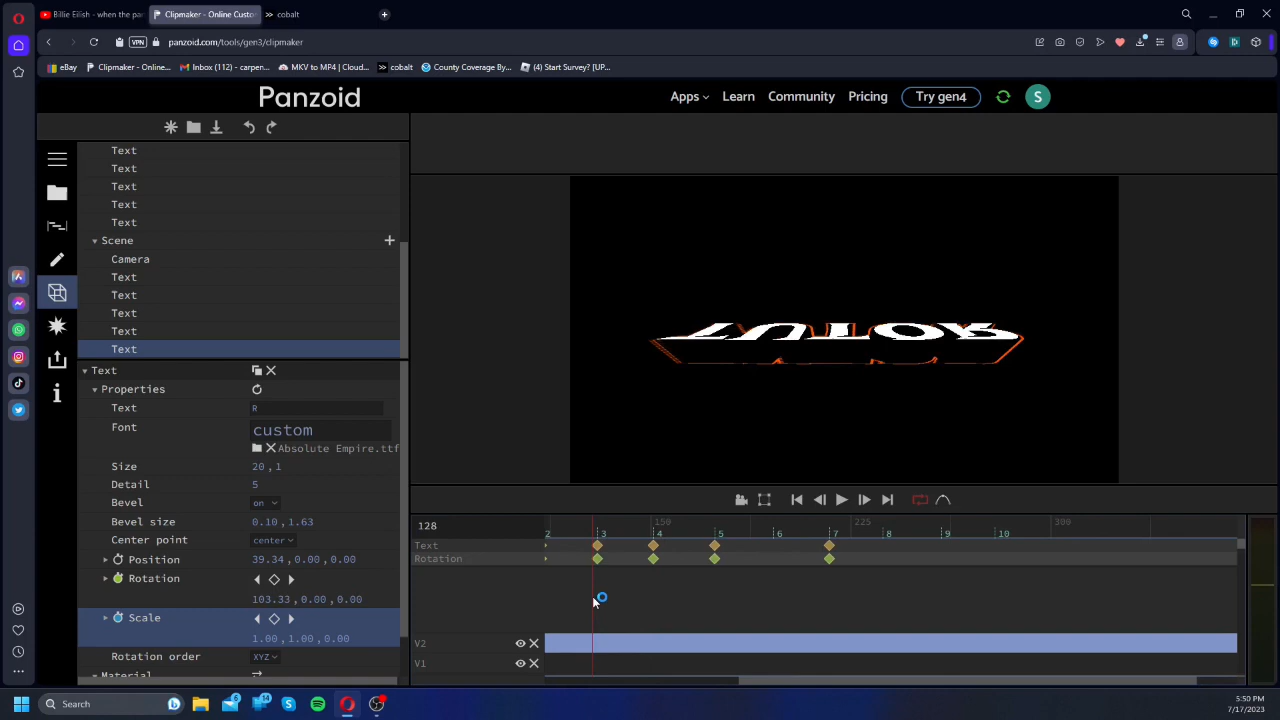 Billie Eilish - when the pa
Clipmaker - Online Custo
cobalt
VPN
panzoid.com/tools/gen3/clipmaker
eBay
Clipmaker - Online...
Inbox (112) - carpen...
MKV to MP4 | Cloud...
cobalt
County Coverage By...
(4) Start Survey? [UP...
Panzoid
Apps
Learn
Community
Pricing
Try gen4
S
Text
Text
Text
Text
Text
Scene
Camera
Text
Text
Text
Text
Text
Text
Properties
Text R
Font custom
Absolute Empire.ttf
Size 20,1
Detail 5
Bevel on
Bevel size 0.10,1.63
Center point center
Position 39.34,0.00,0.00
Rotation
103.33,0.00,0.00
Scale
1.00,1.00,0.00
Rotation order XYZ
Material
TUTOR
128
150 225 300
2 3 4 5 6 7 8 9 10
Text
Rotation
V2
V1
Search
6
14
5:50 PM
7/17/2023